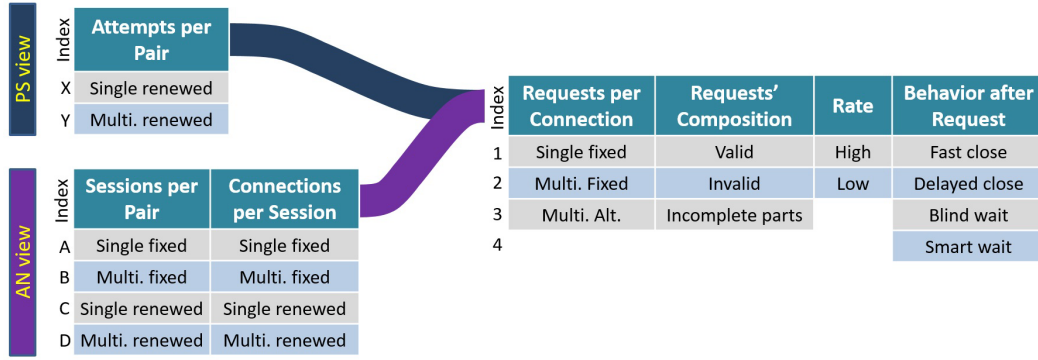 PS view
Index
Attempts per
Pair
X Single renewed
Y Multi. renewed
AN view
Index
Sessions per
Pair
Connections
per Session
A Single fixed Single fixed
B Multi. fixed Multi. fixed
C Single renewed Single renewed
D Multi. renewed Multi. renewed
Index
Requests per
Connection
Requests’
Composition
Rate
Behavior after
Request
1 Single fixed Valid High Fast close
2 Multi. Fixed Invalid Low Delayed close
3 Multi. Alt. Incomplete parts Blind wait
4 Smart wait